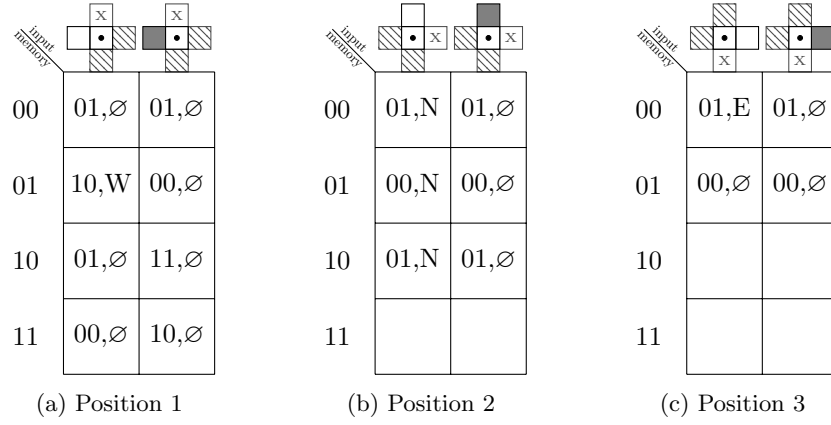 X X X X X X
input memory input memory input memory
00 01,∅ 01,∅ 00 01,N 01,∅ 00 01,E 01,∅
01 10,W 00,∅ 01 00,N 00,∅ 01 00,∅ 00,∅
10 01,∅ 11,∅ 10 01,N 01,∅ 10
11 00,∅ 10,∅ 11 11
(a) Position 1 (b) Position 2 (c) Position 3